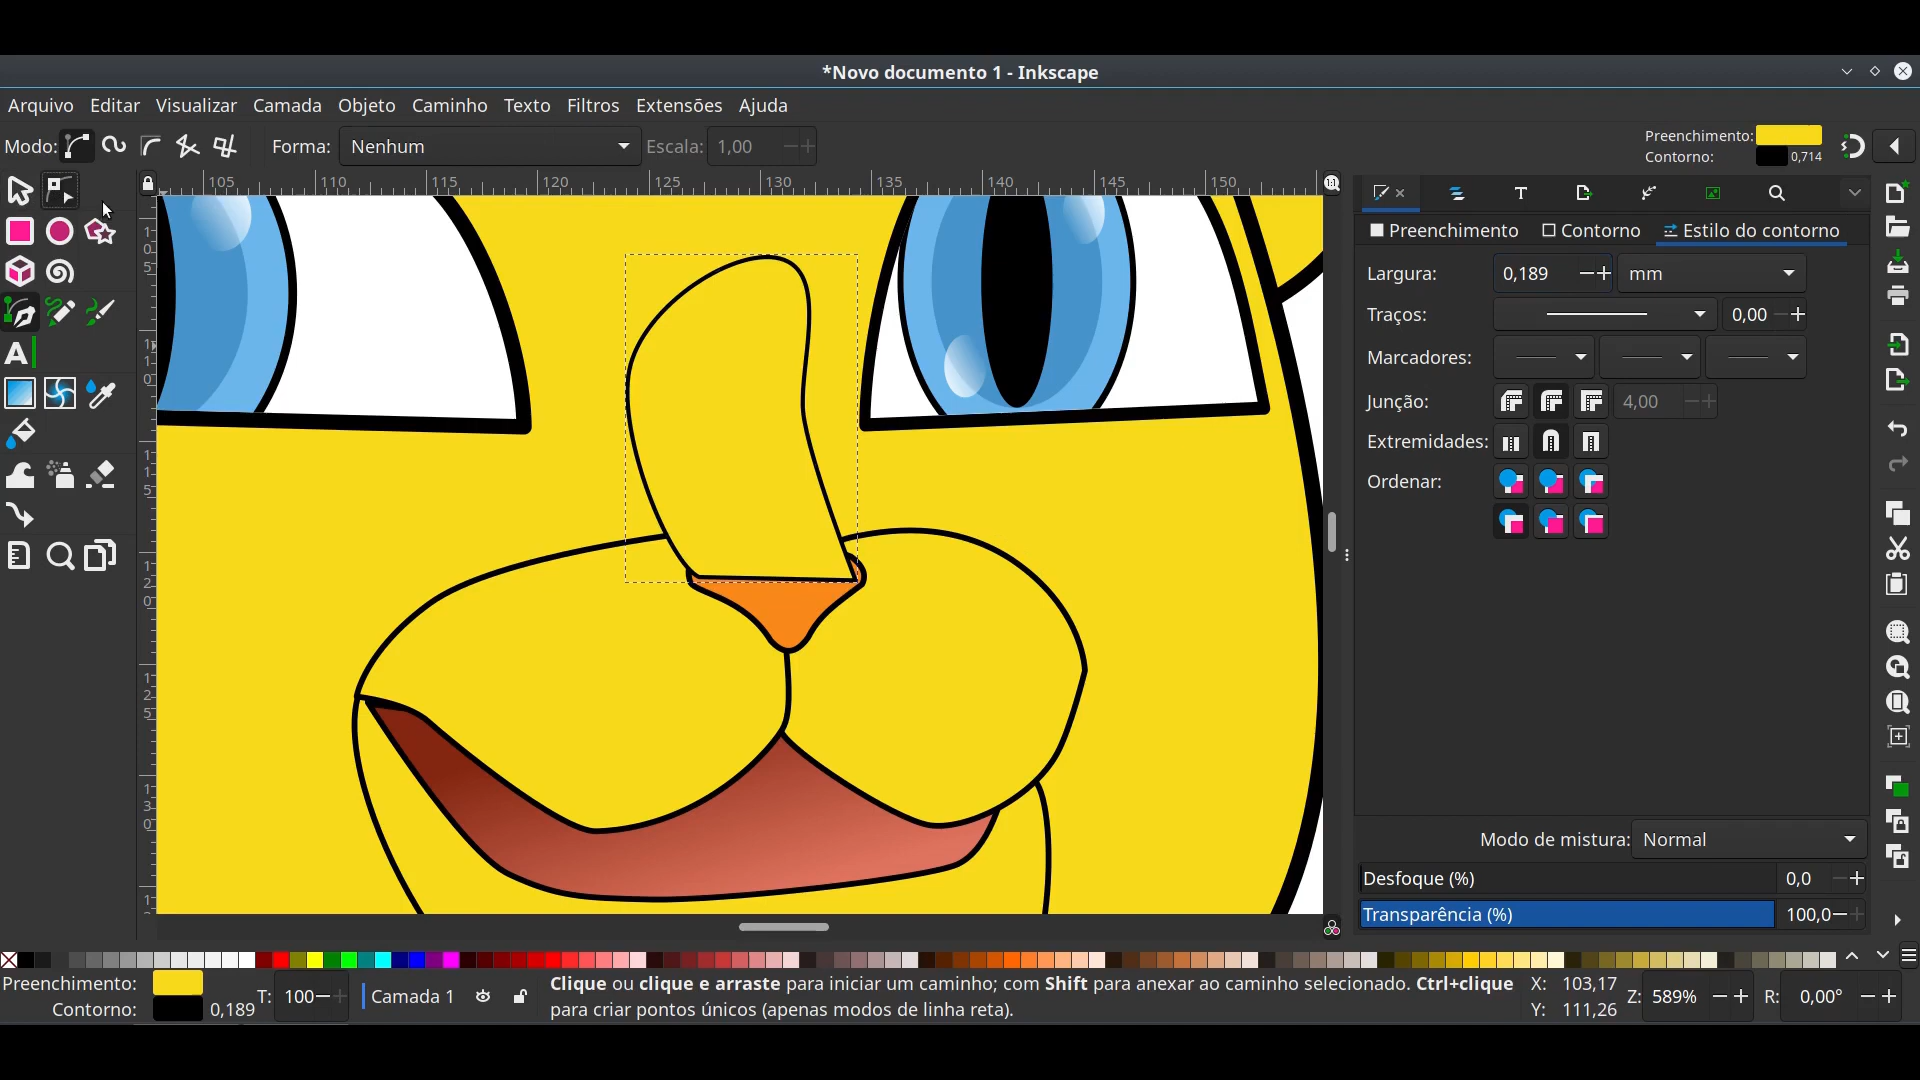 *Novo documento 1 - Inkscape
Arquivo Editar Visualizar Camada Objeto Caminho Texto Filtros Extensões Ajuda
Modo: Forma: Nenhum Escala: 1,00
Preenchimento:
Contorno: 0,714
105 110 115 120 125 130 135 140 145 150
Preenchimento Contorno Estilo do contorno
Largura: 0,189 mm
Traços: 0,00
Marcadores:
Junção: 4,00
Extremidades:
Ordenar:
Modo de mistura: Normal
Desfoque (%) 0,0
Transparência (%) 100,0
Preenchimento:
Contorno: 0,189
T: 100
Camada 1
Clique ou clique e arraste para iniciar um caminho; com Shift para anexar ao caminho selecionado. Ctrl+clique
para criar pontos únicos (apenas modos de linha reta).
X: 103,17
Y: 111,26
Z: 589%
R: 0,00°